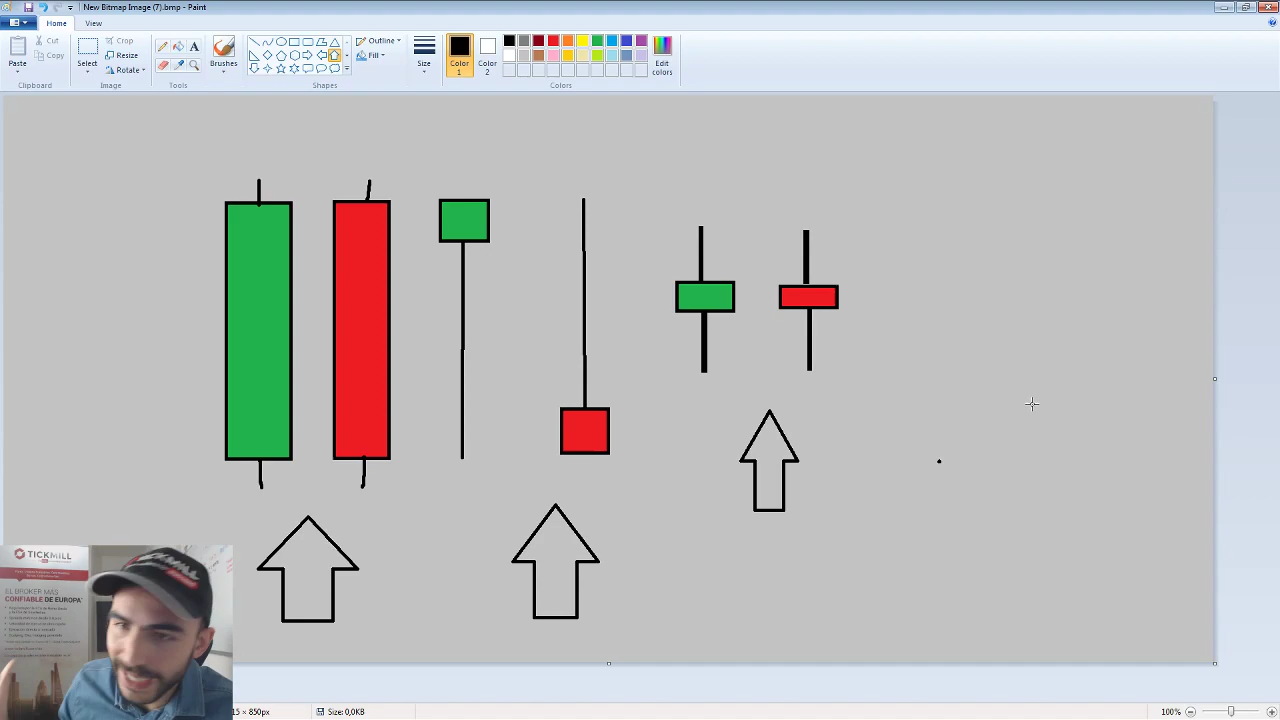 New Bitmap Image (7).bmp - Paint
Home
View
Paste
Cut
Copy
Clipboard
Select
Crop
Resize
Rotate
Image
A
Tools
Brushes
Outline
Fill
Shapes
Size
Color
1
Color
2
Edit
colors
Colors
TICKMILL
EL BROKER MÁS
CONFIABLE DE EUROPA
15 × 850px
Size: 0,0KB
100%